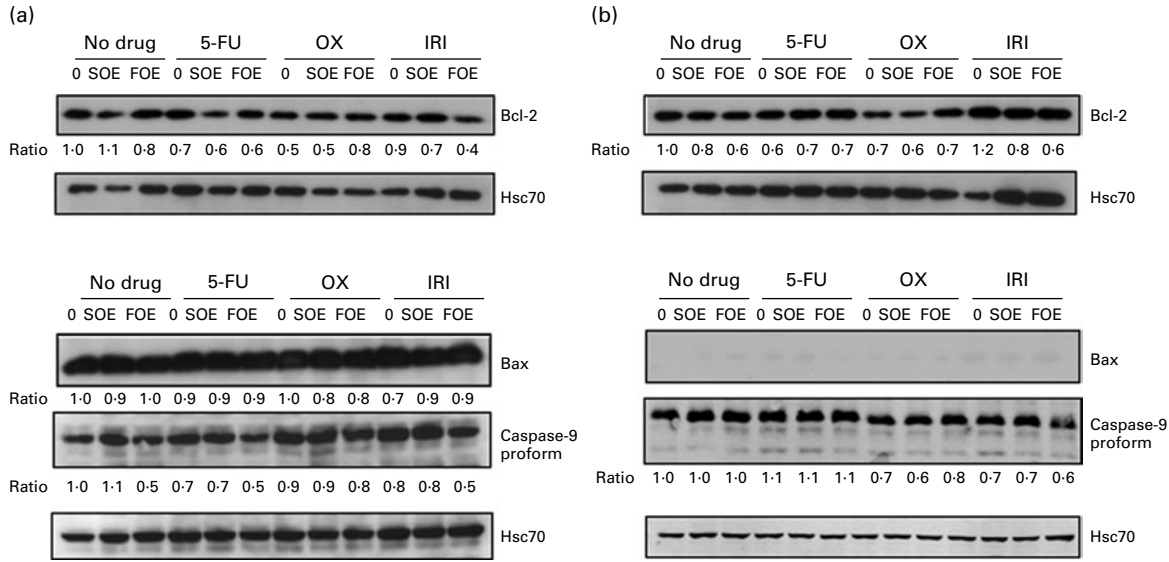 (a)
No drug 5-FU OX IRI
0 SOE FOE 0 SOE FOE 0 SOE FOE 0 SOE FOE
Bcl-2
Ratio 1·0 1·1 0·8 0·7 0·6 0·6 0·5 0·5 0·8 0·9 0·7 0·4
Hsc70
No drug 5-FU OX IRI
0 SOE FOE 0 SOE FOE 0 SOE FOE 0 SOE FOE
Bax
Ratio 1·0 0·9 1·0 0·9 0·9 0·9 1·0 0·8 0·8 0·7 0·9 0·9
Caspase-9
proform
Ratio 1·0 1·1 0·5 0·7 0·7 0·5 0·9 0·9 0·8 0·8 0·8 0·5
Hsc70
(b)
No drug 5-FU OX IRI
0 SOE FOE 0 SOE FOE 0 SOE FOE 0 SOE FOE
Bcl-2
Ratio 1·0 0·8 0·6 0·6 0·7 0·7 0·7 0·6 0·7 1·2 0·8 0·6
Hsc70
No drug 5-FU OX IRI
0 SOE FOE 0 SOE FOE 0 SOE FOE 0 SOE FOE
Bax
Caspase-9
proform
Ratio 1·0 1·0 1·0 1·1 1·1 1·1 0·7 0·6 0·8 0·7 0·7 0·6
Hsc70